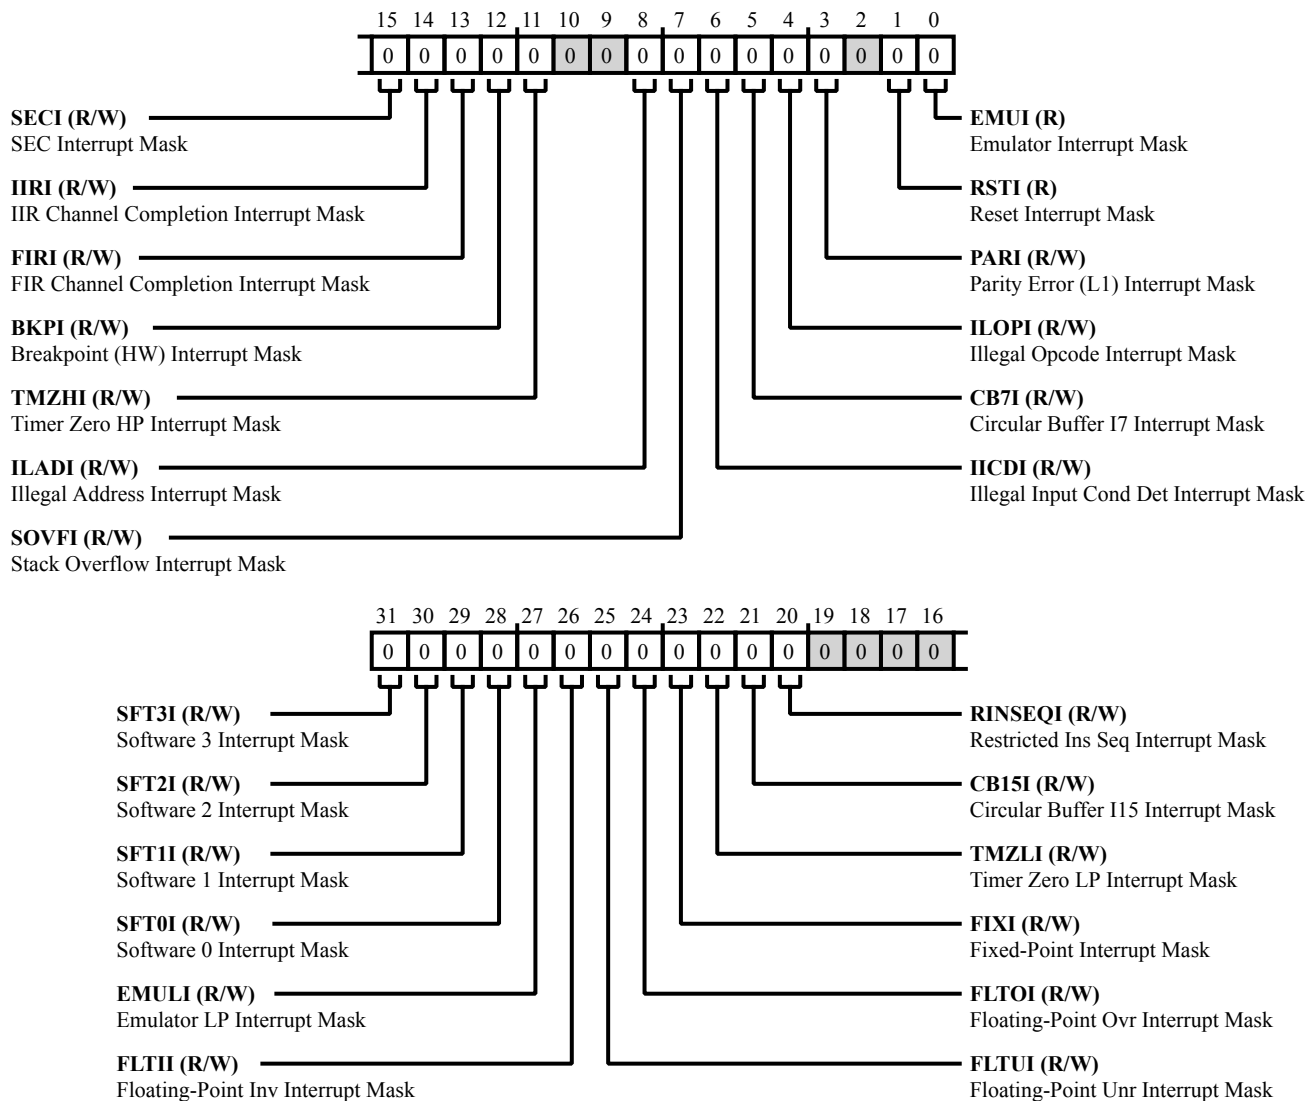 15 14 13 12 11 10 9 8 7 6 5 4 3 2 1 0
0 0 0 0 0 0 0 0 0 0 0 0 0 0 0 0
SECI (R/W)
SEC Interrupt Mask
IIRI (R/W)
IIR Channel Completion Interrupt Mask
FIRI (R/W)
FIR Channel Completion Interrupt Mask
BKPI (R/W)
Breakpoint (HW) Interrupt Mask
TMZHI (R/W)
Timer Zero HP Interrupt Mask
ILADI (R/W)
Illegal Address Interrupt Mask
SOVFI (R/W)
Stack Overflow Interrupt Mask
EMUI (R)
Emulator Interrupt Mask
RSTI (R)
Reset Interrupt Mask
PARI (R/W)
Parity Error (L1) Interrupt Mask
ILOPI (R/W)
Illegal Opcode Interrupt Mask
CB7I (R/W)
Circular Buffer I7 Interrupt Mask
IICDI (R/W)
Illegal Input Cond Det Interrupt Mask
31 30 29 28 27 26 25 24 23 22 21 20 19 18 17 16
0 0 0 0 0 0 0 0 0 0 0 0 0 0 0 0
SFT3I (R/W)
Software 3 Interrupt Mask
SFT2I (R/W)
Software 2 Interrupt Mask
SFT1I (R/W)
Software 1 Interrupt Mask
SFT0I (R/W)
Software 0 Interrupt Mask
EMULI (R/W)
Emulator LP Interrupt Mask
FLTII (R/W)
Floating-Point Inv Interrupt Mask
RINSEQI (R/W)
Restricted Ins Seq Interrupt Mask
CB15I (R/W)
Circular Buffer I15 Interrupt Mask
TMZLI (R/W)
Timer Zero LP Interrupt Mask
FIXI (R/W)
Fixed-Point Interrupt Mask
FLTOI (R/W)
Floating-Point Ovr Interrupt Mask
FLTUI (R/W)
Floating-Point Unr Interrupt Mask